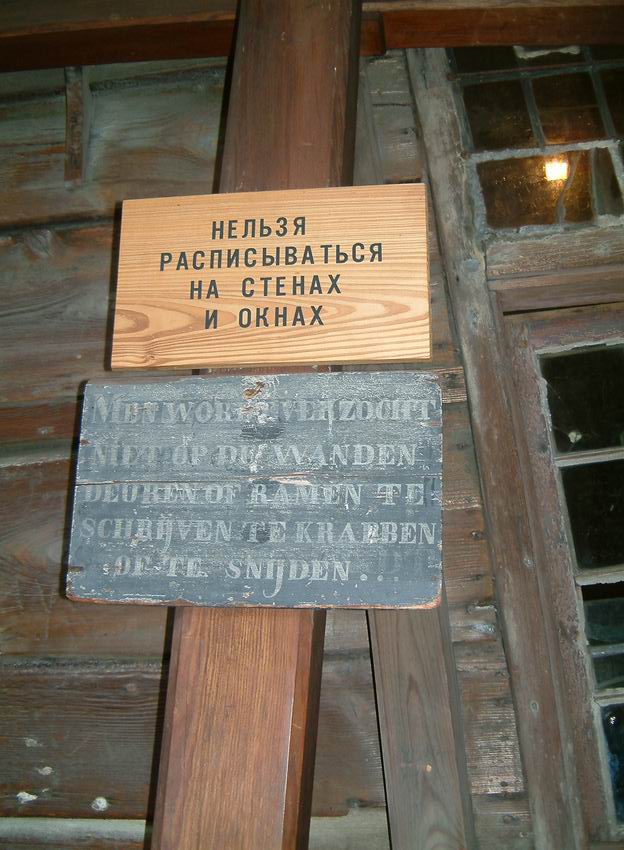 НЕЛЬЗЯ
РАСПИСЫВАТЬСЯ
НА СТЕНАХ
И ОКНАХ
MEN WORDT VERZOCHT
NIET OP DE WANDEN
DEUREN OF RAMEN TE
SCHRIJVEN TE KRABBEN
OF TE SNIJDEN...